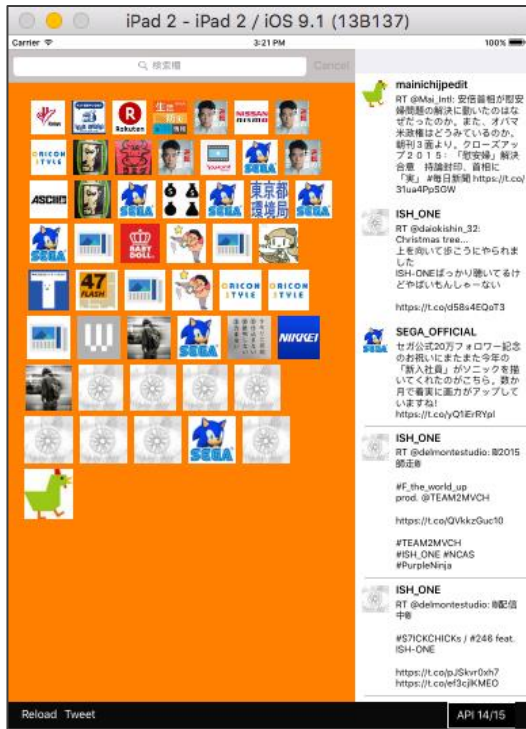 iPad 2 - iPad 2 / iOS 9.1 (13B137)
Carrier
3:21 PM
100%
検索欄
Cancel
Rakuten
NISSAN
ORICON STYLE
YAHOO!
SEGA
ASCII
SEGA
SEGA
東京都環境局
SEGA
SEGA
BABY DOLL.
47 FLASH
ORICON STYLE
ORICON STYLE
SEGA
NIKKEI
SEGA
mainichijpedit
RT @Mai_Intl: 安倍首相が慰安
婦問題の解決に動いたのはな
ぜだったのか。また、オバマ
米政権はどうみているのか。
朝刊3面より。クローズアッ
プ2015：「慰安婦」解決
合意 持論封印、首相に
「実」 #毎日新聞 https://t.co/
31ua4PpSGW
ISH_ONE
RT @daiokishin_32:
Christmas tree...
上を向いて歩こうにやられま
した
ISH-ONEばっかり聴いてるけ
どやばいもんしゃーない
https://t.co/d58s4EQoT3
SEGA_OFFICIAL
セガ公式20万フォロワー記念
のお祝いにまたまた今年の
「新入社員」がソニックを描
いてくれたのがこちら。数か
月で着実に画力がアップして
いますね!
https://t.co/yQ1iErRYpl
ISH_ONE
RT @delmontestudio: 2015
師走
#F_the_world_up
prod. @TEAM2MVCH
https://t.co/QVkkzGuc10
#TEAM2MVCH
#ISH_ONE #NCAS
#PurpleNinja
ISH_ONE
RT @delmontestudio: 配信
中
#S7ICKCHICKs / #246 feat.
ISH-ONE
https://t.co/pJSkvr0xh7
https://t.co/ef3cjlKMEO
Reload Tweet
API 14/15